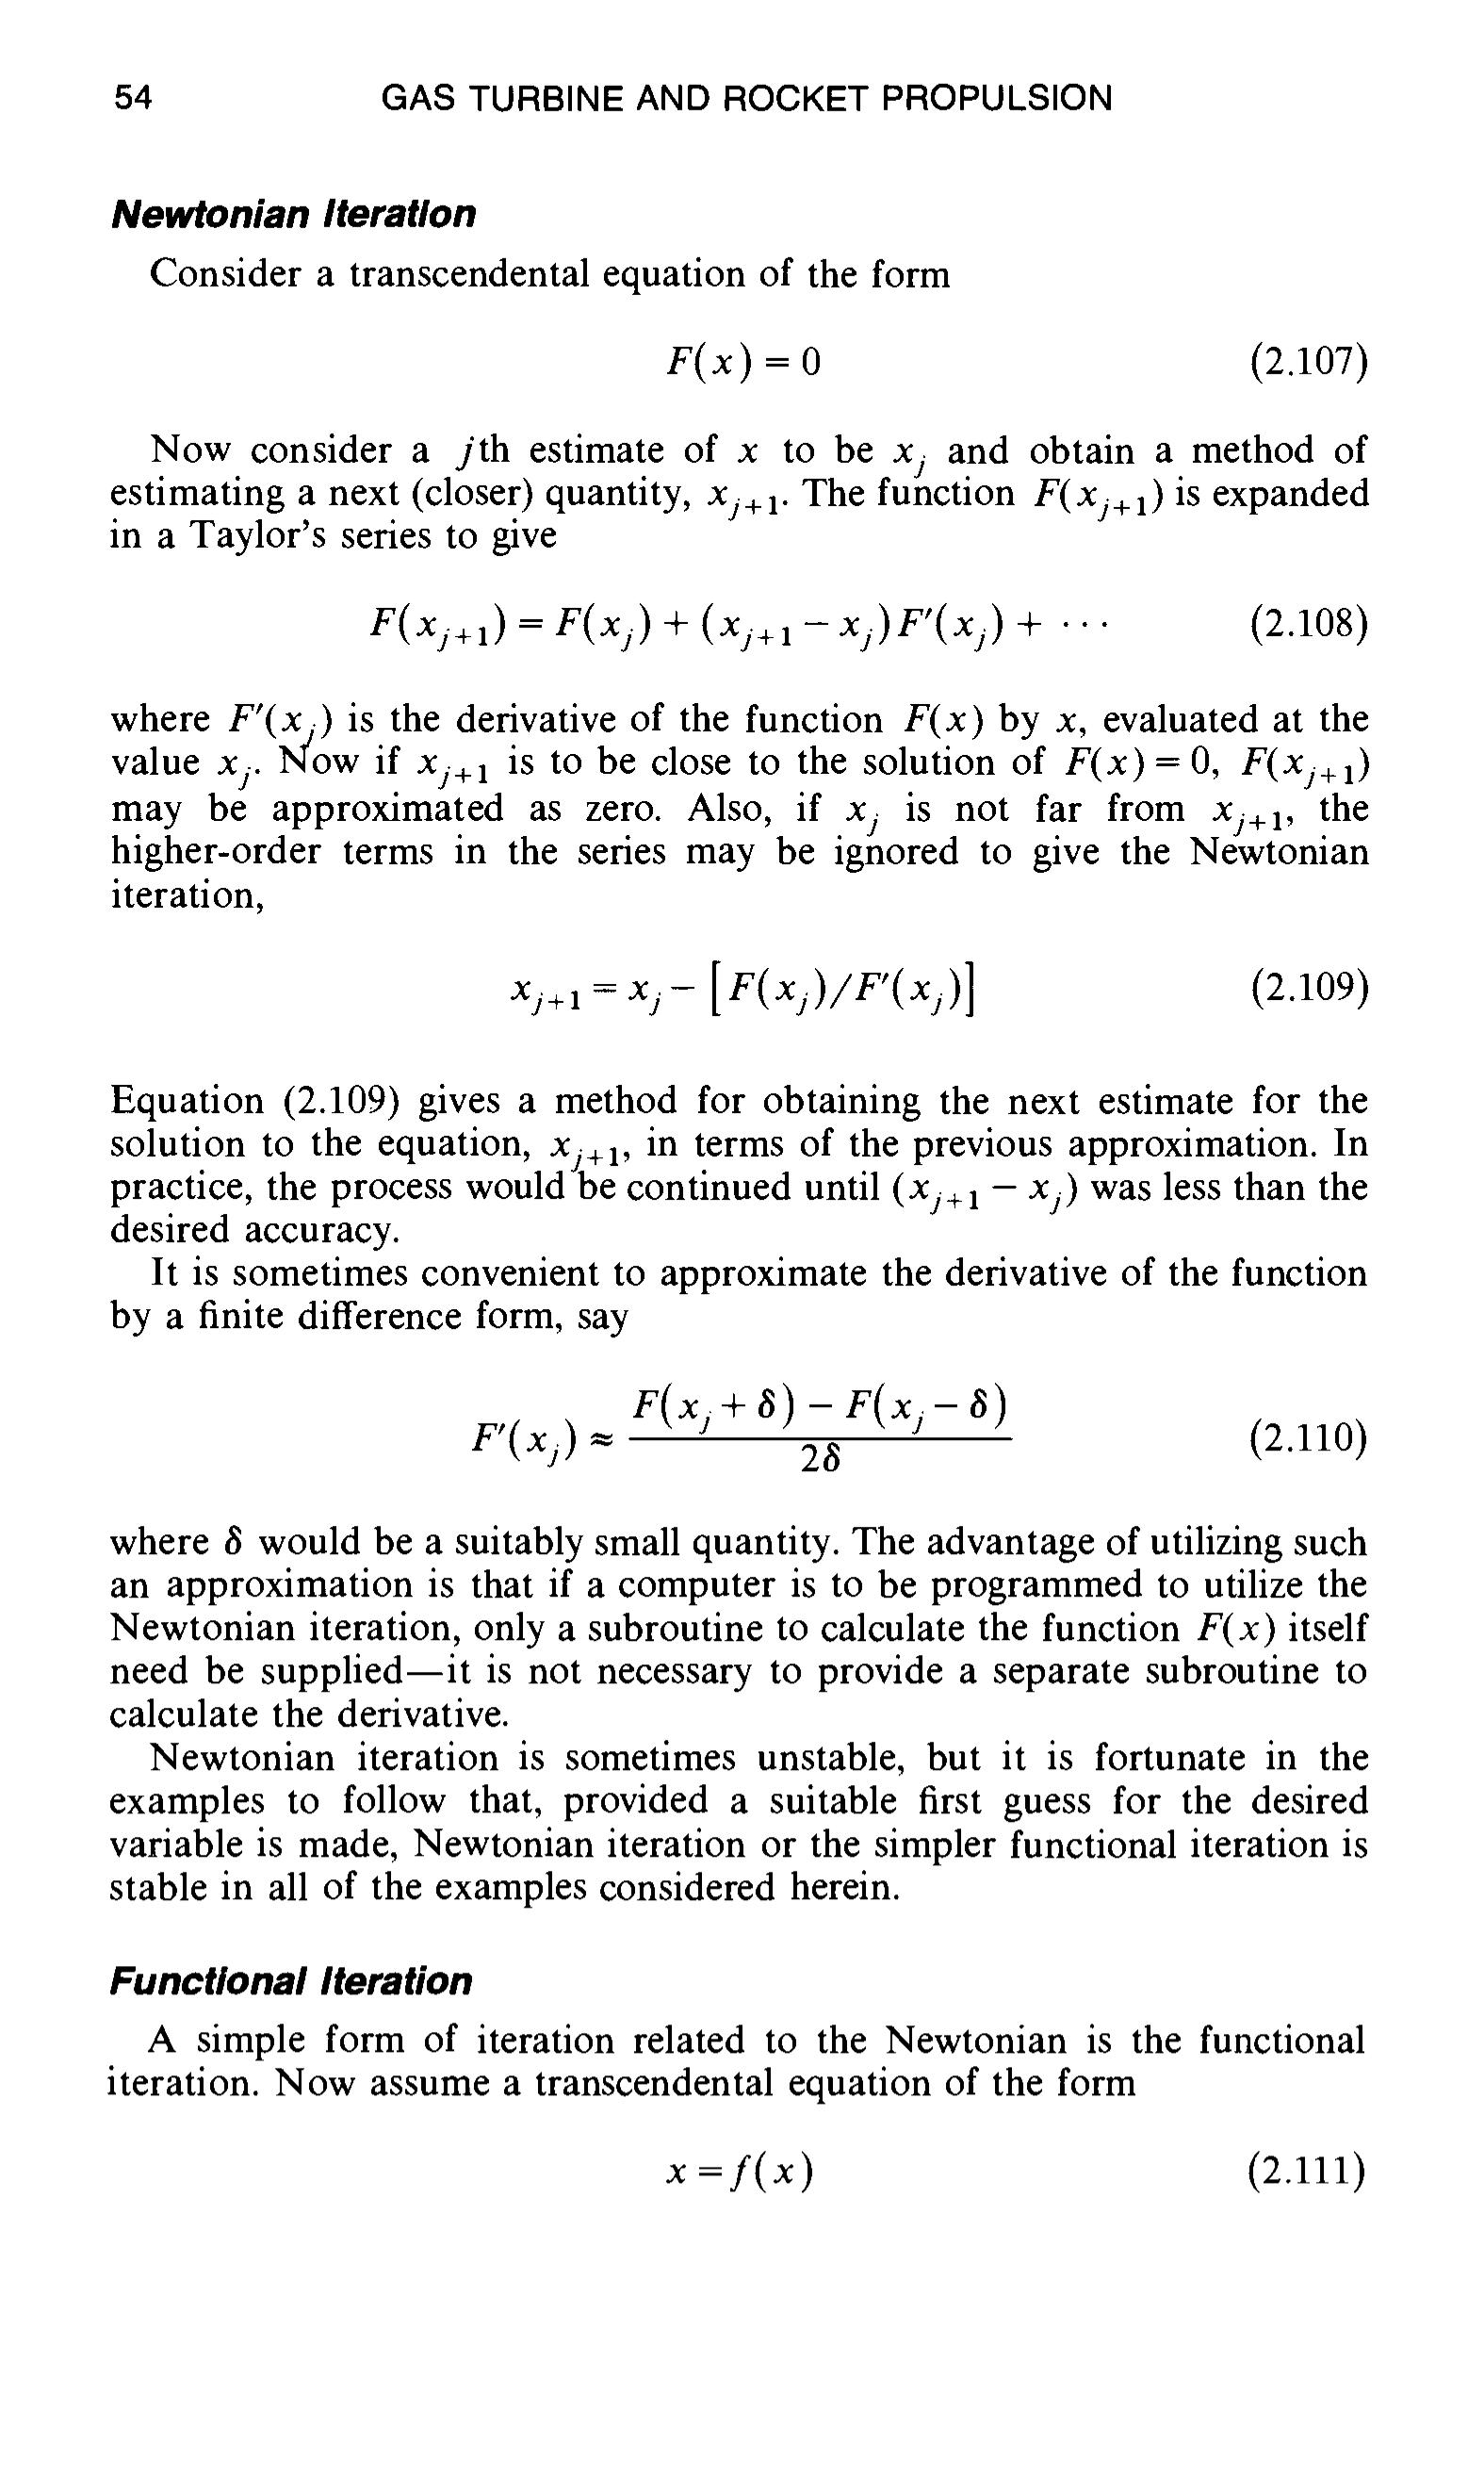 54 GAS TURBINE AND ROCKET PROPULSION
Newtonian Iteration
Consider a transcendental equation of the form
F(x) = 0 (2.107)
Now consider a jth estimate of x to be x_j and obtain a method of
estimating a next (closer) quantity, x_{j+1}. The function F(x_{j+1}) is expanded
in a Taylor's series to give
F(x_{j+1}) = F(x_j) + (x_{j+1} − x_j)F′(x_j) + ··· (2.108)
where F′(x_j) is the derivative of the function F(x) by x, evaluated at the
value x_j. Now if x_{j+1} is to be close to the solution of F(x) = 0, F(x_{j+1})
may be approximated as zero. Also, if x_j is not far from x_{j+1}, the
higher-order terms in the series may be ignored to give the Newtonian
iteration,
x_{j+1} = x_j − [F(x_j)/F′(x_j)] (2.109)
Equation (2.109) gives a method for obtaining the next estimate for the
solution to the equation, x_{j+1}, in terms of the previous approximation. In
practice, the process would be continued until (x_{j+1} − x_j) was less than the
desired accuracy.
It is sometimes convenient to approximate the derivative of the function
by a finite difference form, say
F′(x_j) ≈ (F(x_j + δ) − F(x_j − δ)) / 2δ (2.110)
where δ would be a suitably small quantity. The advantage of utilizing such
an approximation is that if a computer is to be programmed to utilize the
Newtonian iteration, only a subroutine to calculate the function F(x) itself
need be supplied—it is not necessary to provide a separate subroutine to
calculate the derivative.
Newtonian iteration is sometimes unstable, but it is fortunate in the
examples to follow that, provided a suitable first guess for the desired
variable is made, Newtonian iteration or the simpler functional iteration is
stable in all of the examples considered herein.
Functional Iteration
A simple form of iteration related to the Newtonian is the functional
iteration. Now assume a transcendental equation of the form
x = f(x) (2.111)